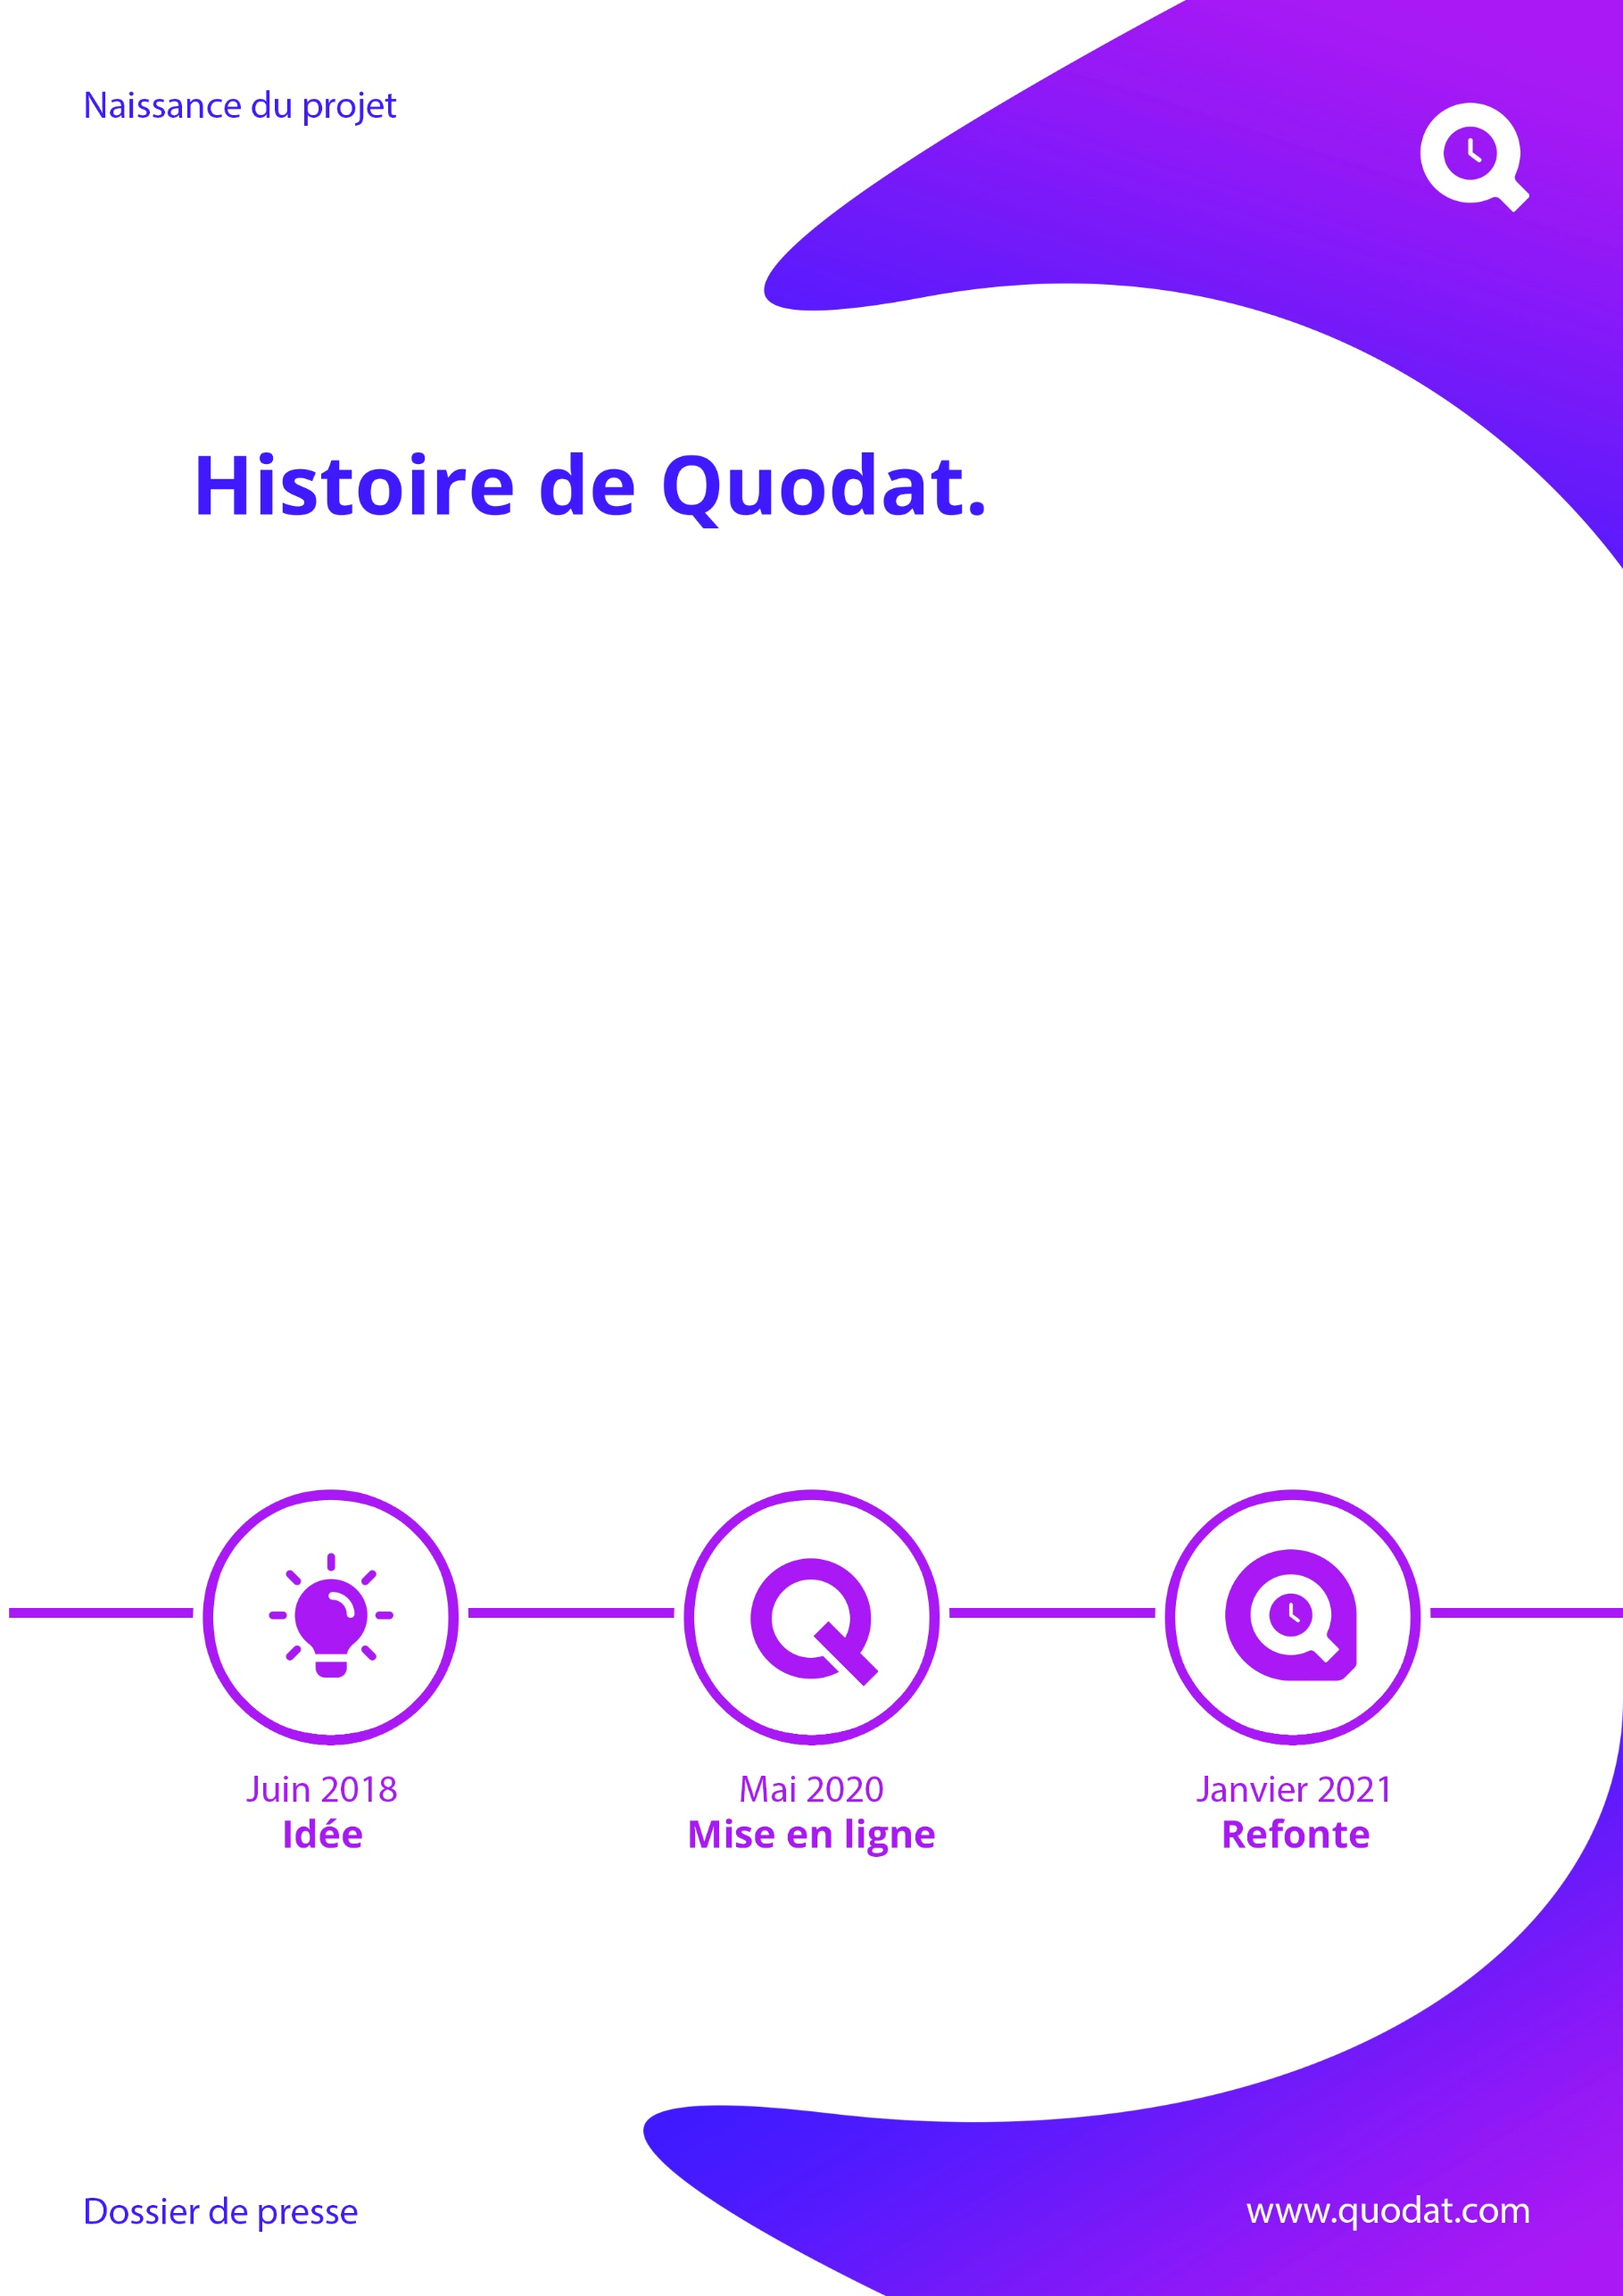 Naissance du projet
Histoire de Quodat.
Juin 2018
Idée
Mai 2020
Mise en ligne
Janvier 2021
Refonte
Dossier de presse
www.quodat.com